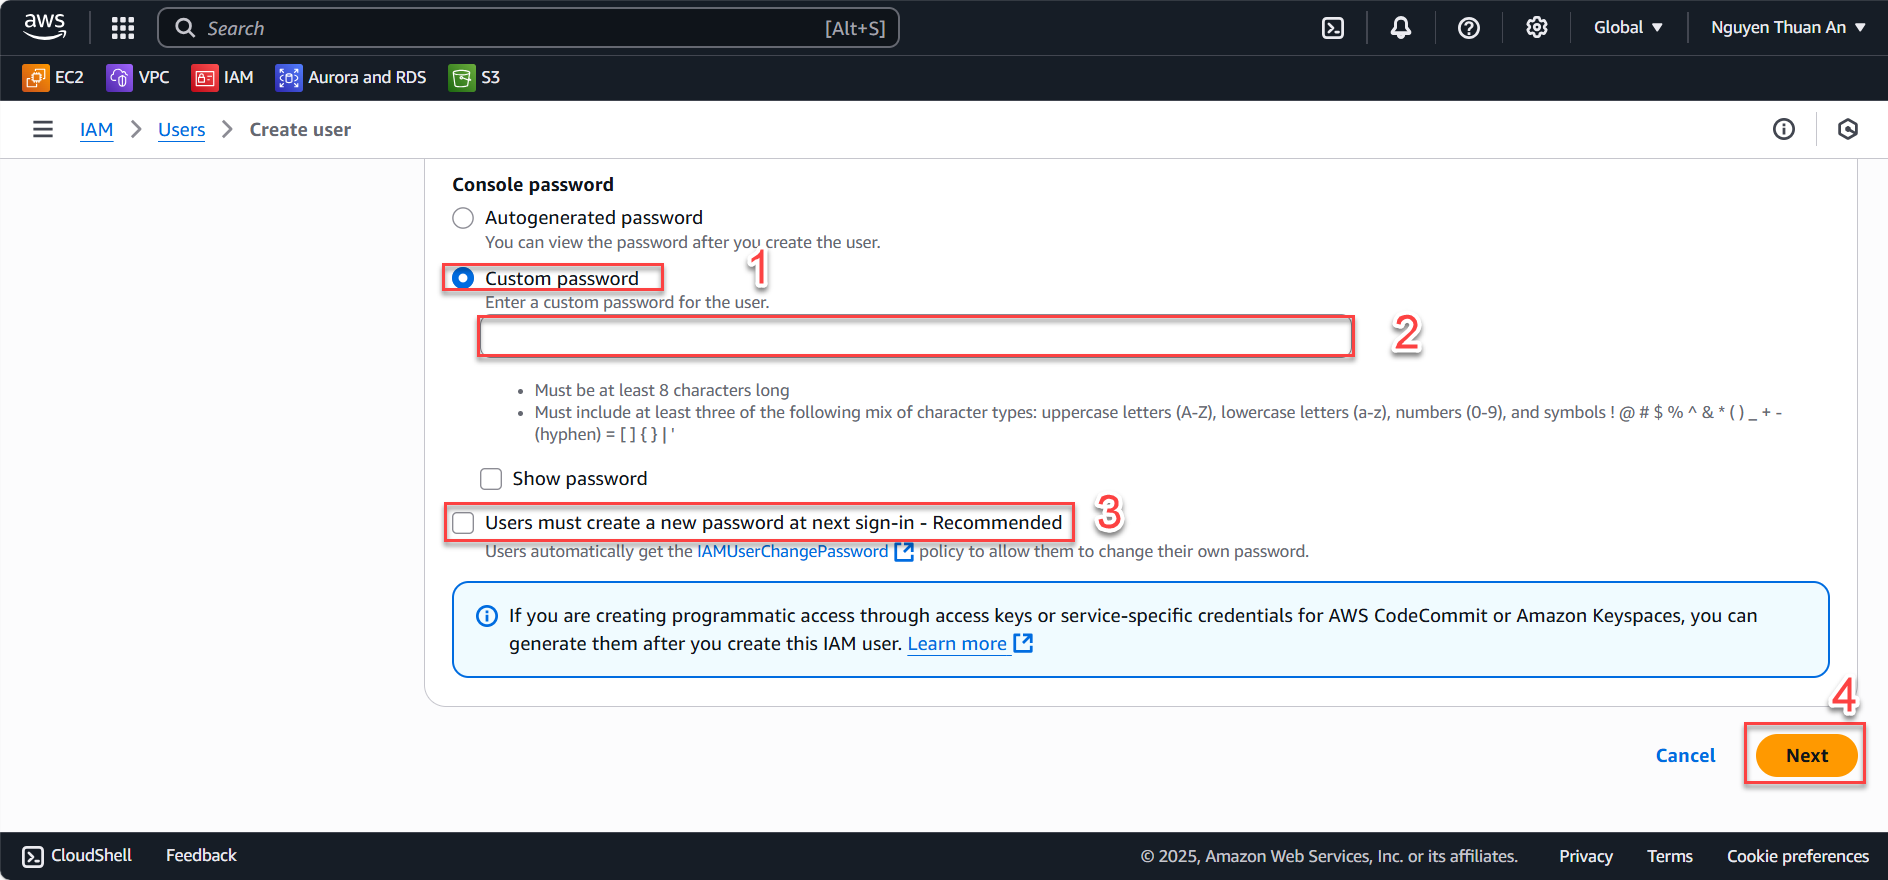 aws Search [Alt+S] Global Nguyen Thuan An
EC2 VPC IAM Aurora and RDS S3
IAM Users Create user
Console password
Autogenerated password
You can view the password after you create the user.
1
Custom password
Enter a custom password for the user.
2
• Must be at least 8 characters long
• Must include at least three of the following mix of character types: uppercase letters (A-Z), lowercase letters (a-z), numbers (0-9), and symbols ! @ # $ % ^ & * ( ) _ + -
(hyphen) = [ ] { } | '
Show password
Users must create a new password at next sign-in - Recommended
3
Users automatically get the IAMUserChangePassword policy to allow them to change their own password.
If you are creating programmatic access through access keys or service-specific credentials for AWS CodeCommit or Amazon Keyspaces, you can
generate them after you create this IAM user. Learn more
4
Cancel Next
CloudShell Feedback © 2025, Amazon Web Services, Inc. or its affiliates. Privacy Terms Cookie preferences